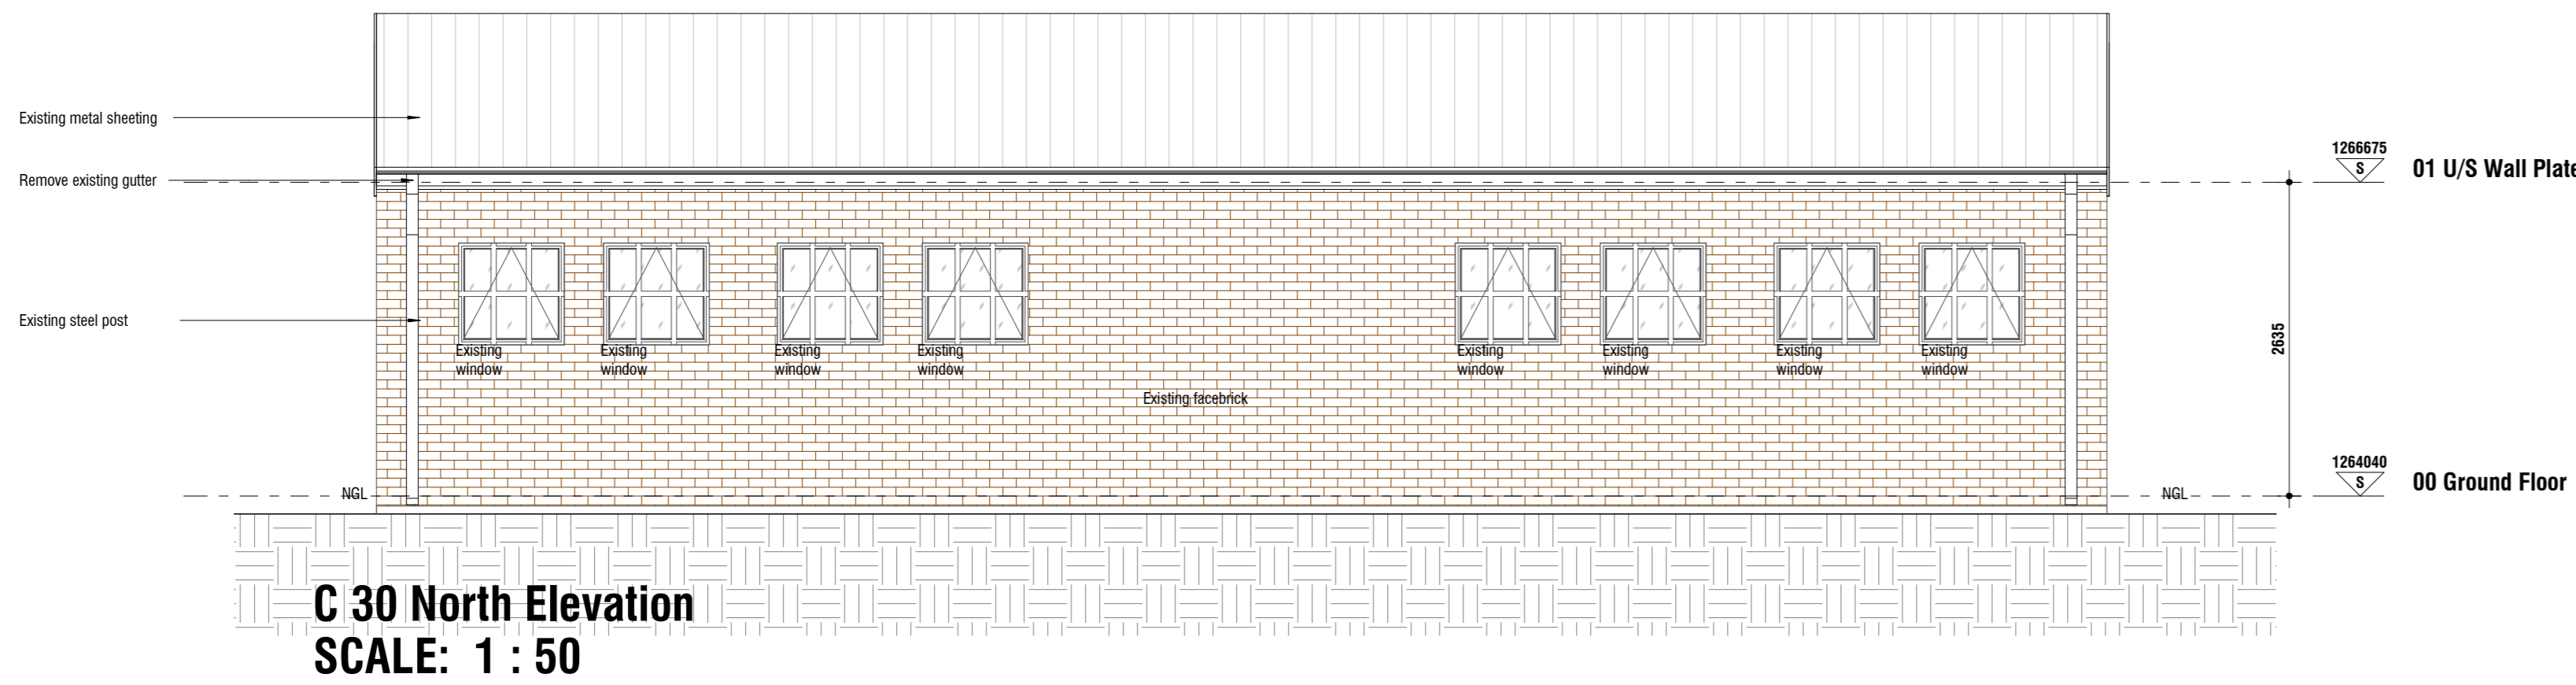 Existing metal sheeting
1266675
S
01 U/S Wall Plate
Remove existing gutter
Existing steel post
2635
Existing
window
Existing
window
Existing
window
Existing
window
Existing
window
Existing
window
Existing
window
Existing
window
Existing facebrick
1264040
S
00 Ground Floor
NGL
NGL
C 30 North Elevation
SCALE: 1 : 50